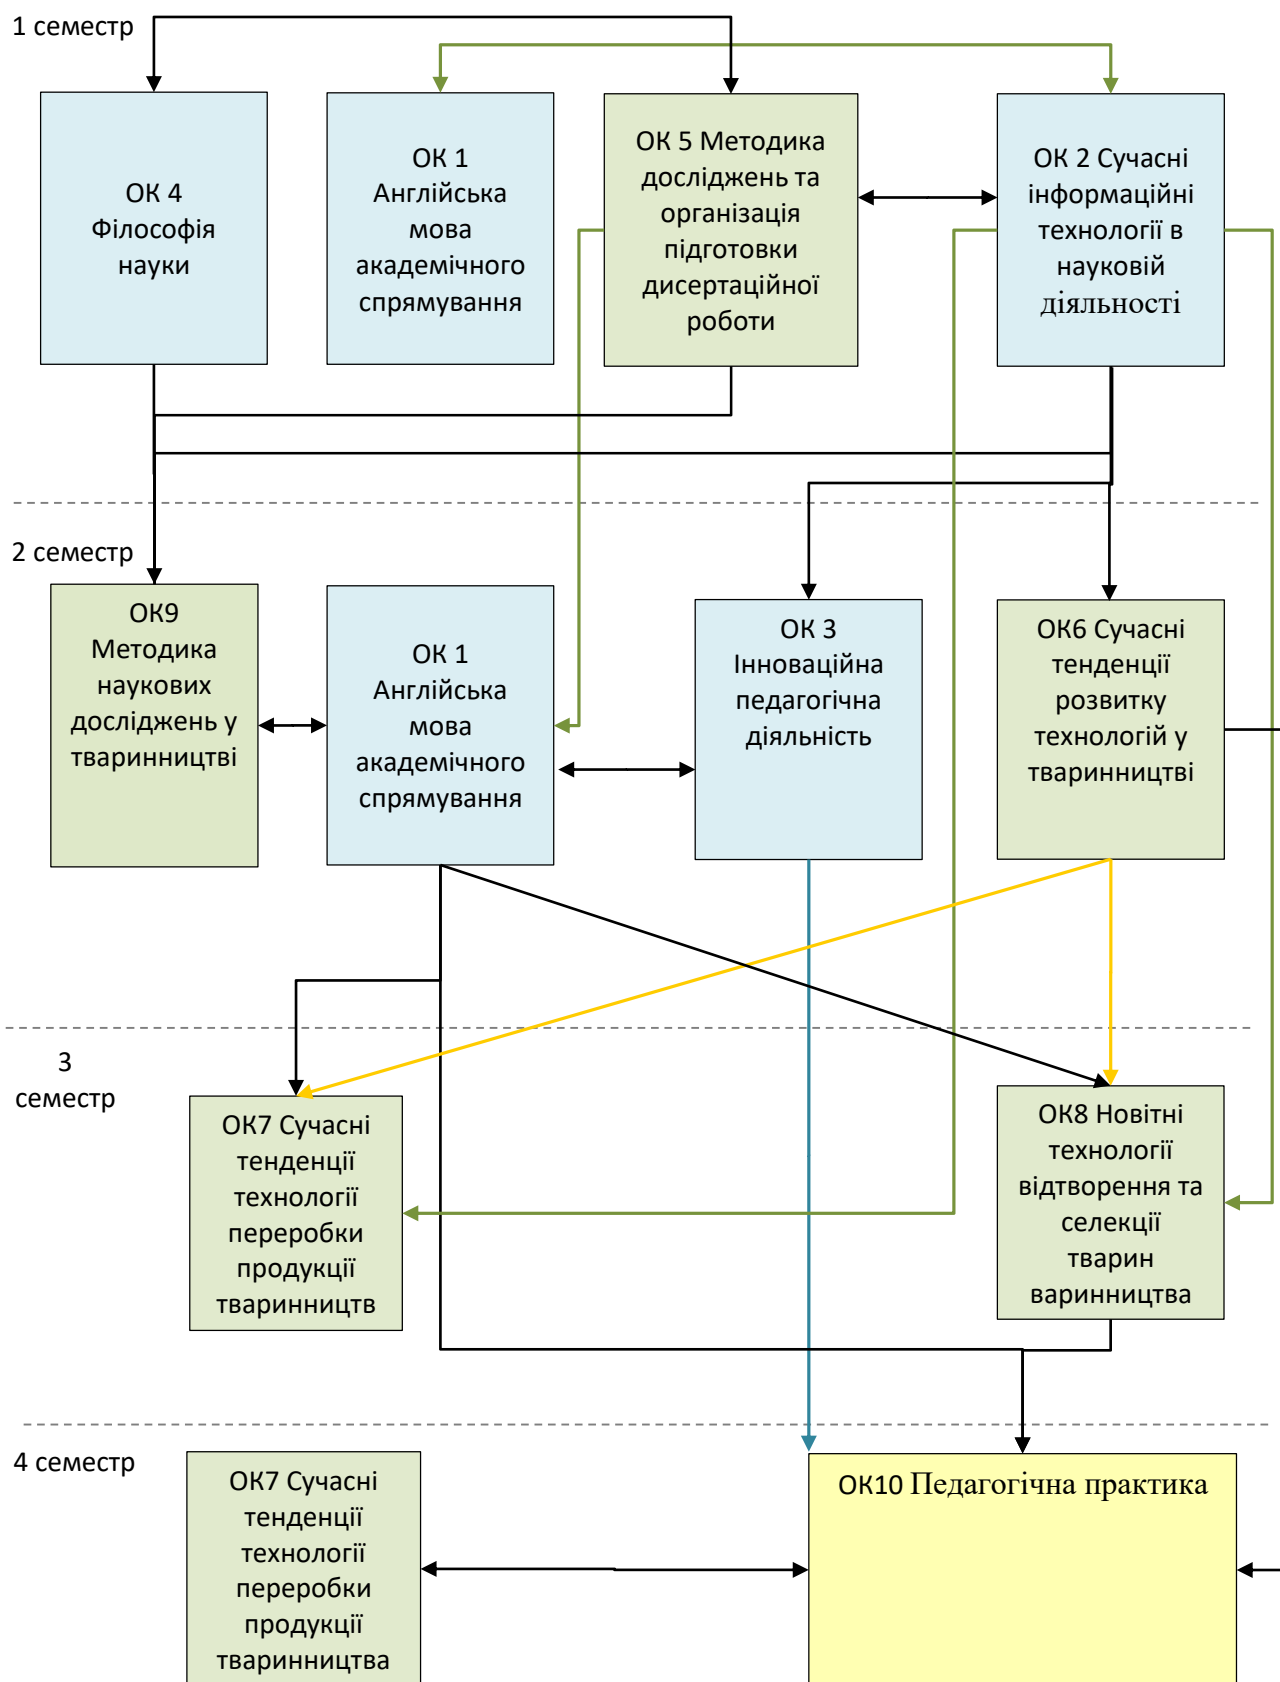 1 семестр
ОК 4
Філософія
науки
ОК 1
Англійська
мова
академічного
спрямування
ОК 5 Методика
досліджень та
організація
підготовки
дисертаційної
роботи
ОК 2 Сучасні
інформаційні
технології в
науковій
діяльності
2 семестр
ОК9
Методика
наукових
досліджень у
тваринництві
ОК 1
Англійська
мова
академічного
спрямування
ОК 3
Інноваційна
педагогічна
діяльність
ОК6 Сучасні
тенденції
розвитку
технологій у
тваринництві
3
семестр
ОК7 Сучасні
тенденції
технології
переробки
продукції
тваринництв
ОК8 Новітні
технології
відтворення та
селекції
тварин
варинництва
4 семестр
ОК7 Сучасні
тенденції
технології
переробки
продукції
тваринництва
ОК10 Педагогічна практика